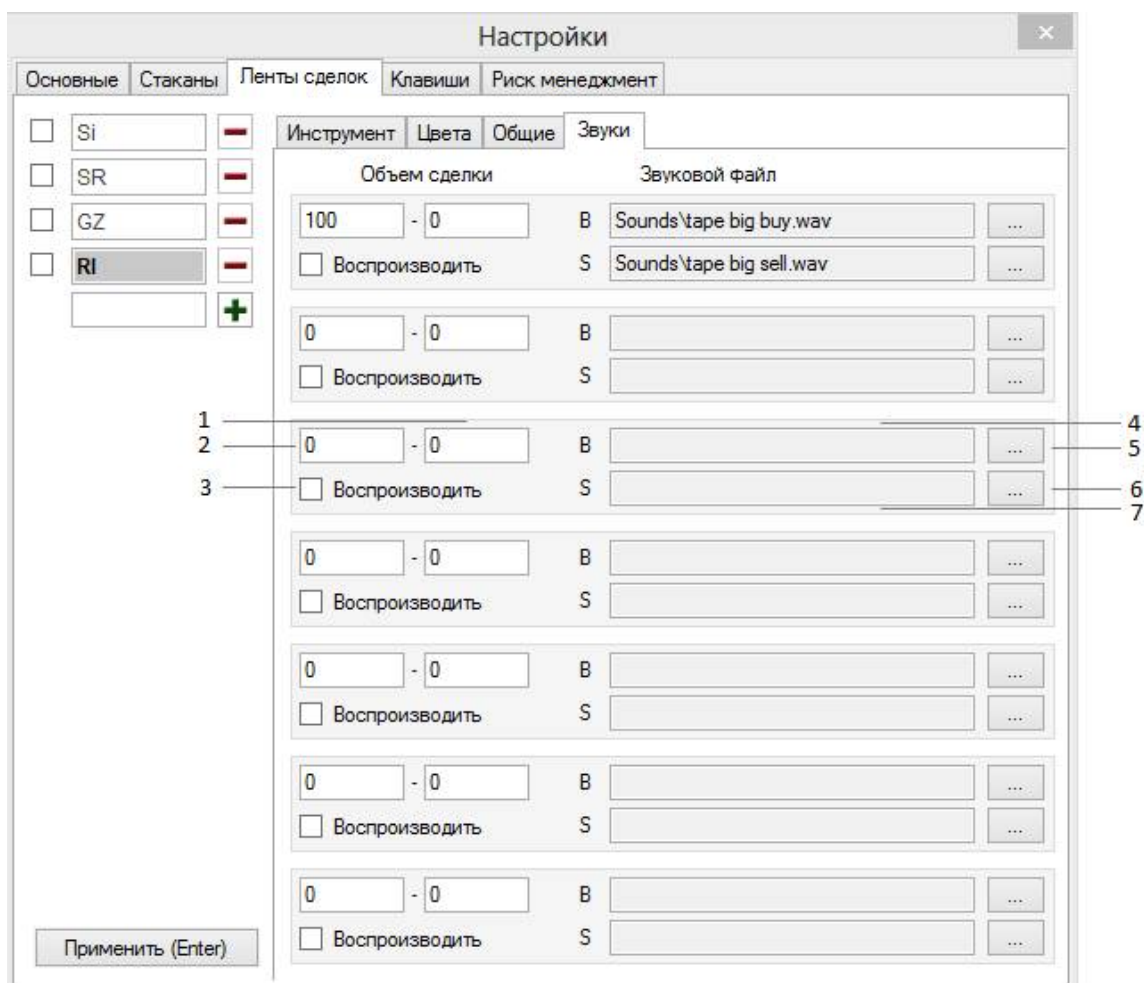 Настройки
Основные Стаканы Ленты сделок Клавиши Риск менеджмент
Si
SR
GZ
RI
Инструмент Цвета Общие Звуки
Объем сделки Звуковой файл
100 - 0 B Sounds\tape big buy.wav ...
Воспроизводить S Sounds\tape big sell.wav ...
0 - 0 B ...
Воспроизводить S ...
1 4
2 0 - 0 B ... 5
3 Воспроизводить S ... 6
7
0 - 0 B ...
Воспроизводить S ...
0 - 0 B ...
Воспроизводить S ...
0 - 0 B ...
Воспроизводить S ...
0 - 0 B ...
Воспроизводить S ...
Применить (Enter)